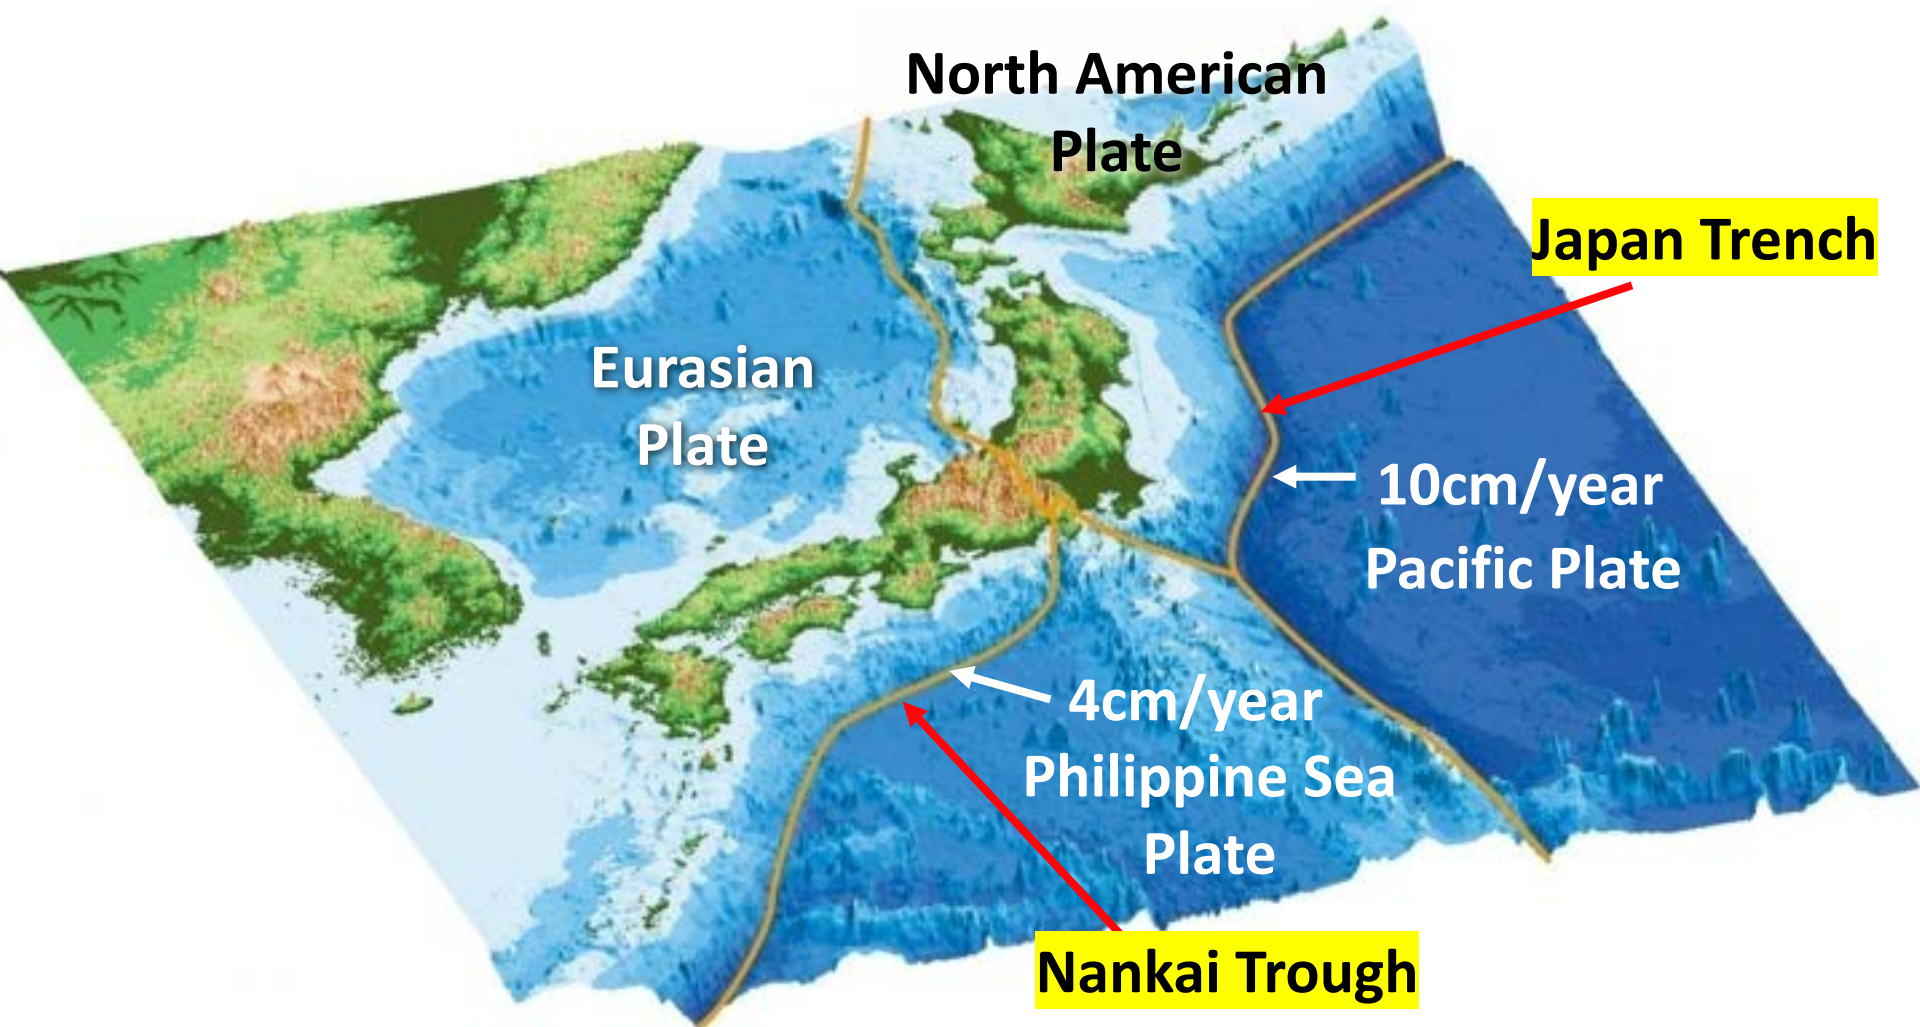 North American
Plate
Japan Trench
Eurasian
Plate
10cm/year
Pacific Plate
4cm/year
Philippine Sea
Plate
Nankai Trough